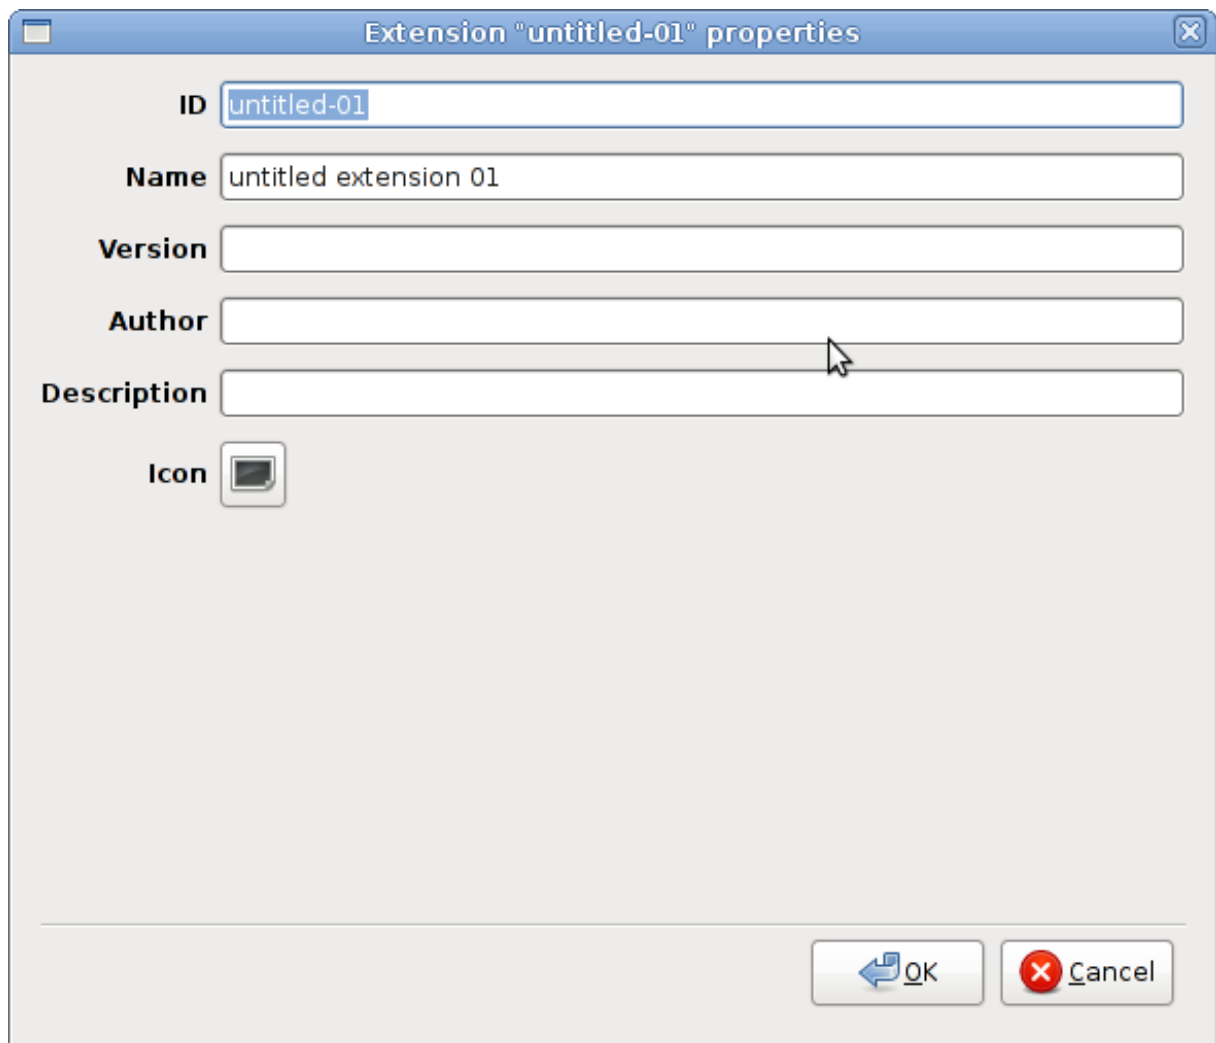 Extension "untitled-01" properties
ID untitled-01
Name untitled extension 01
Version
Author
Description
Icon
OK Cancel